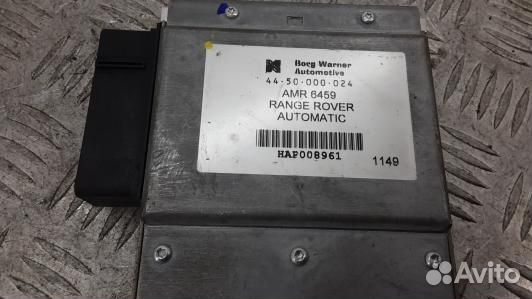 Borg Warner
Automotive
44-50-000-024
AMR 6459
RANGE ROVER
AUTOMATIC
HAP008961
1149
Avito